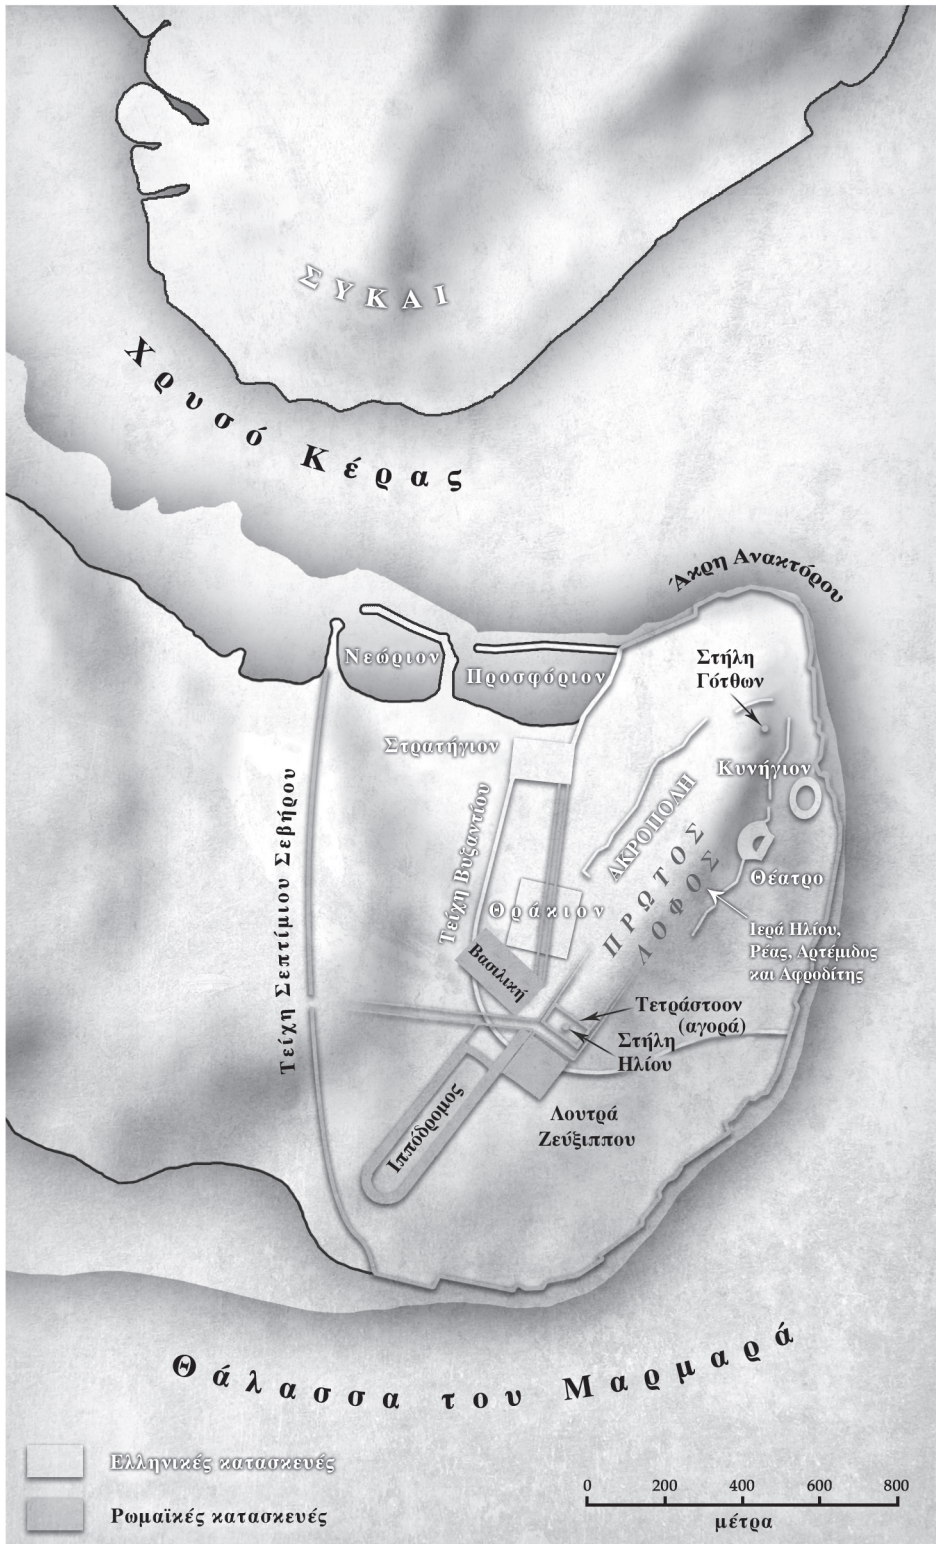 ΣΥΚΑΙ
Χρυσό Κέρας
Άκρη Ανακτόρου
Νεώριον
Προσφόριον
Στήλη
Γότθων
Στρατήγιον
Κυνήγιον
Τείχη Σεπτίμιου Σεβήρου
Τείχη Βυζαντίου
ΑΚΡΟΠΟΛΗ
ΠΡΩΤΟΣ
ΛΟΦΟΣ
Θέατρο
Θράκιον
Ιερά Ηλίου,
Ρέας, Αρτέμιδος
και Αφροδίτης
Βασιλική
Τετράστοον
(αγορά)
Στήλη
Ηλίου
Ιππόδρομος
Λουτρά
Ζεύξιππου
Θάλασσα του Μαρμαρά
Ελληνικές κατασκευές
Ρωμαϊκές κατασκευές
0 200 400 600 800
μέτρα